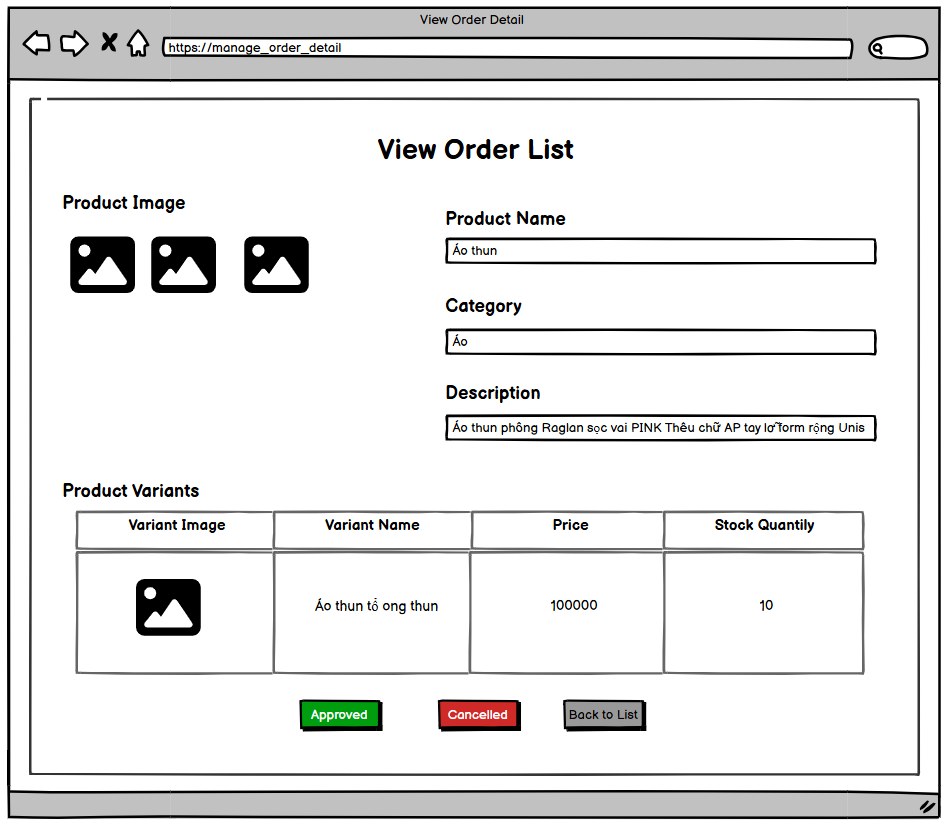 View Order Detail
https://manage_order_detail
View Order List
Product Image
Product Name
Áo thun
Category
Áo
Description
Áo thun phông Raglan sọc vai PINK Thêu chữ AP tay lỡ form rộng Unis
Product Variants
Variant Image Variant Name Price Stock Quantily
Áo thun tổ ong thun 100000 10
Approved Cancelled Back to List